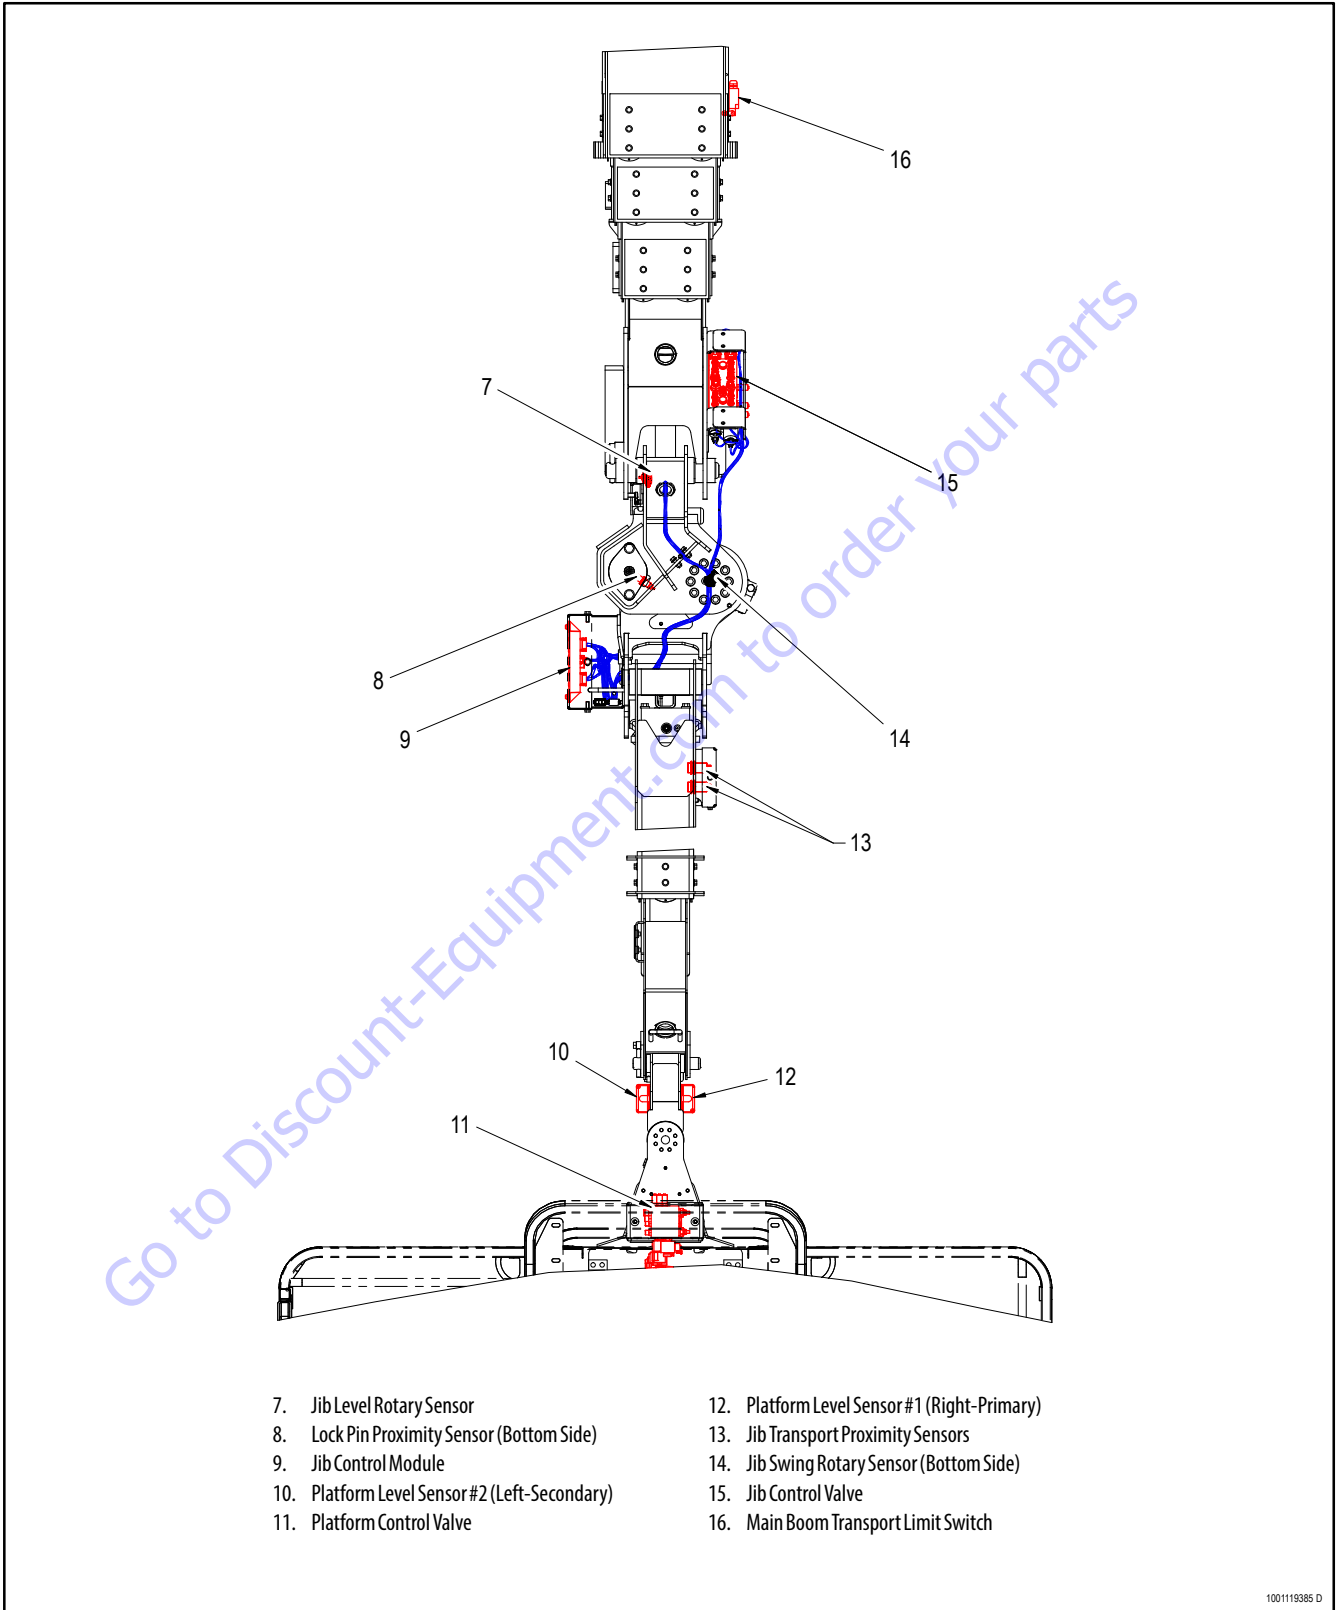 16
7
15
8
9
14
13
10
12
11
Go to Discount-Equipment.com to order your parts
7. Jib Level Rotary Sensor
8. Lock Pin Proximity Sensor (Bottom Side)
9. Jib Control Module
10. Platform Level Sensor #2 (Left-Secondary)
11. Platform Control Valve
12. Platform Level Sensor #1 (Right-Primary)
13. Jib Transport Proximity Sensors
14. Jib Swing Rotary Sensor (Bottom Side)
15. Jib Control Valve
16. Main Boom Transport Limit Switch
1001119385 D